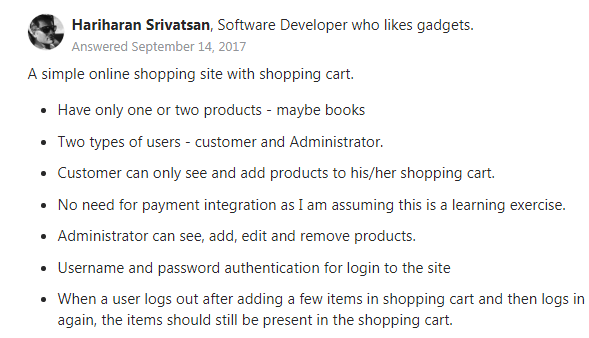 Hariharan Srivatsan, Software Developer who likes gadgets.
Answered September 14, 2017
A simple online shopping site with shopping cart.
• Have only one or two products - maybe books
• Two types of users - customer and Administrator.
• Customer can only see and add products to his/her shopping cart.
• No need for payment integration as I am assuming this is a learning exercise.
• Administrator can see, add, edit and remove products.
• Username and password authentication for login to the site
• When a user logs out after adding a few items in shopping cart and then logs in
again, the items should still be present in the shopping cart.